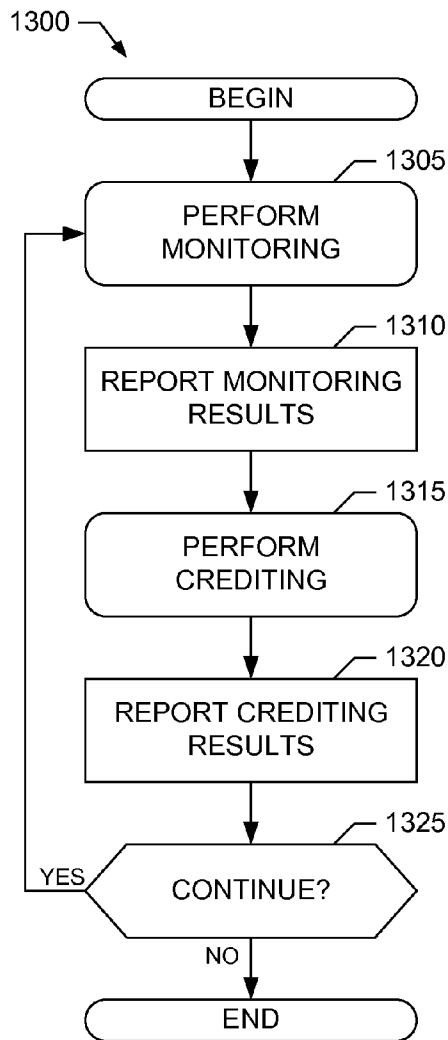 1300
BEGIN
1305
PERFORM
MONITORING
1310
REPORT MONITORING
RESULTS
1315
PERFORM
CREDITING
1320
REPORT CREDITING
RESULTS
1325
YES
CONTINUE?
NO
END